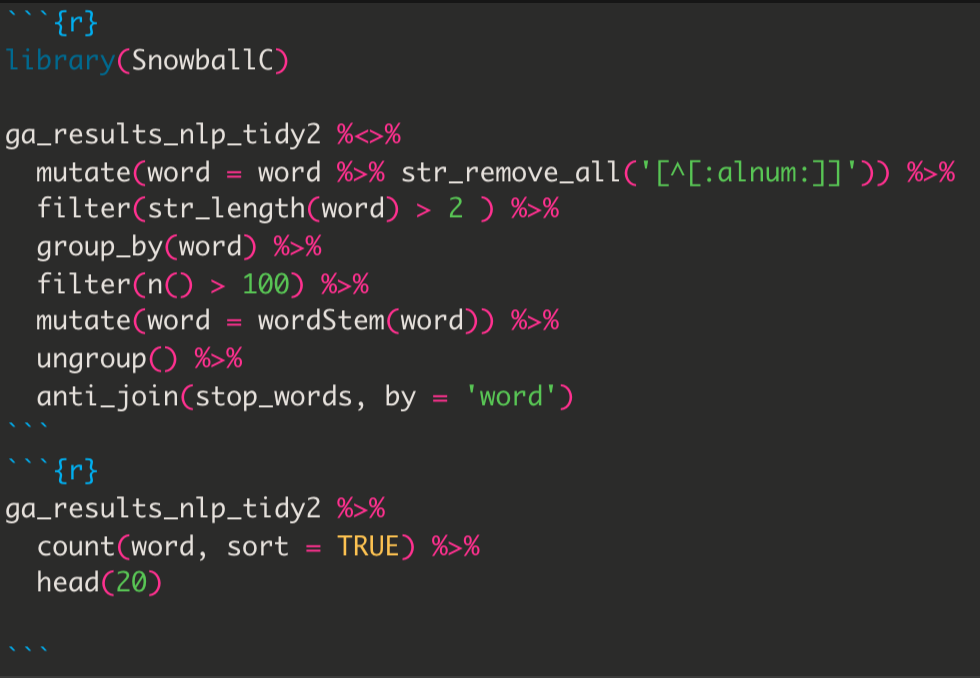 ```{r}
library(SnowballC)
ga_results_nlp_tidy2 %<>%
  mutate(word = word %>% str_remove_all('[^[:alnum:]]')) %>%
  filter(str_length(word) > 2 ) %>%
  group_by(word) %>%
  filter(n() > 100) %>%
  mutate(word = wordStem(word)) %>%
  ungroup() %>%
  anti_join(stop_words, by = 'word')
```
```{r}
ga_results_nlp_tidy2 %>%
  count(word, sort = TRUE) %>%
  head(20)
```